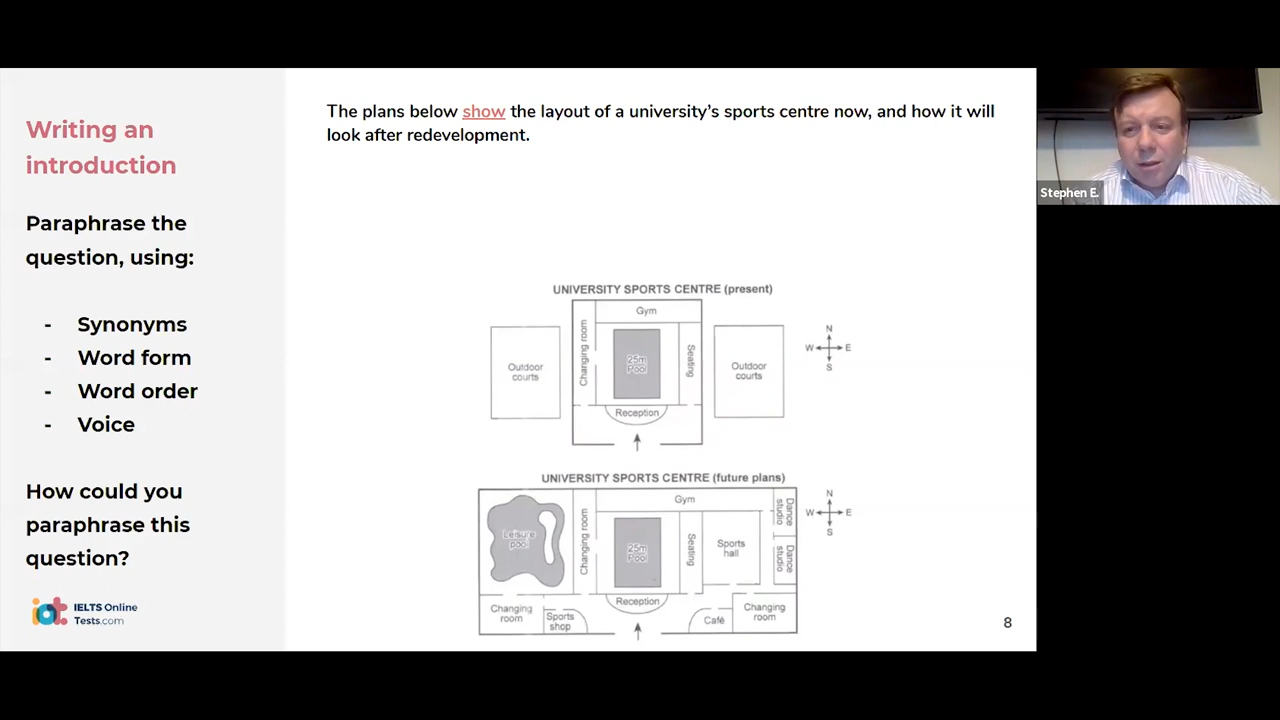 Writing an
introduction
Paraphrase the
question, using:
- Synonyms
- Word form
- Word order
- Voice
How could you
paraphrase this
question?
IELTS Online
Tests.com
The plans below show the layout of a university's sports centre now, and how it will
look after redevelopment.
UNIVERSITY SPORTS CENTRE (present)
Gym
Changing room
25m
Pool
Seating
Reception
Outdoor
courts
Outdoor
courts
N
W E
S
UNIVERSITY SPORTS CENTRE (future plans)
Leisure
pool
Changing room
Gym
25m
Pool
Seating
Sports
hall
Dance
studio
Dance
studio
Reception
Changing
room
Sports
shop
Café
Changing
room
N
W E
S
8
Stephen E.